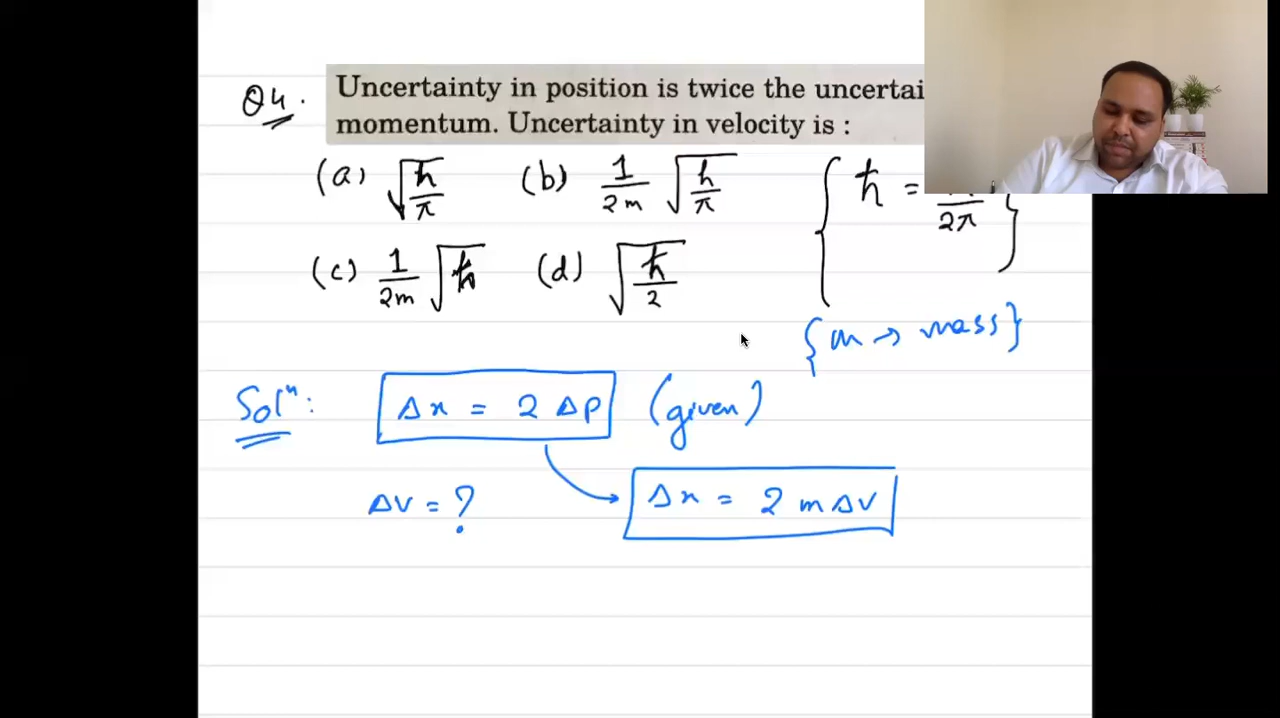 Q4. Uncertainty in position is twice the
momentum. Uncertainty in velocity is :
(a) √(ħ/π) (b) 1/2m √(h/π) { ħ = /2π }
(c) 1/2m √ħ (d) √(ħ/2)
{m → mass}
Solⁿ: Δx = 2 Δp (given)
Δv = ? Δx = 2 m Δv